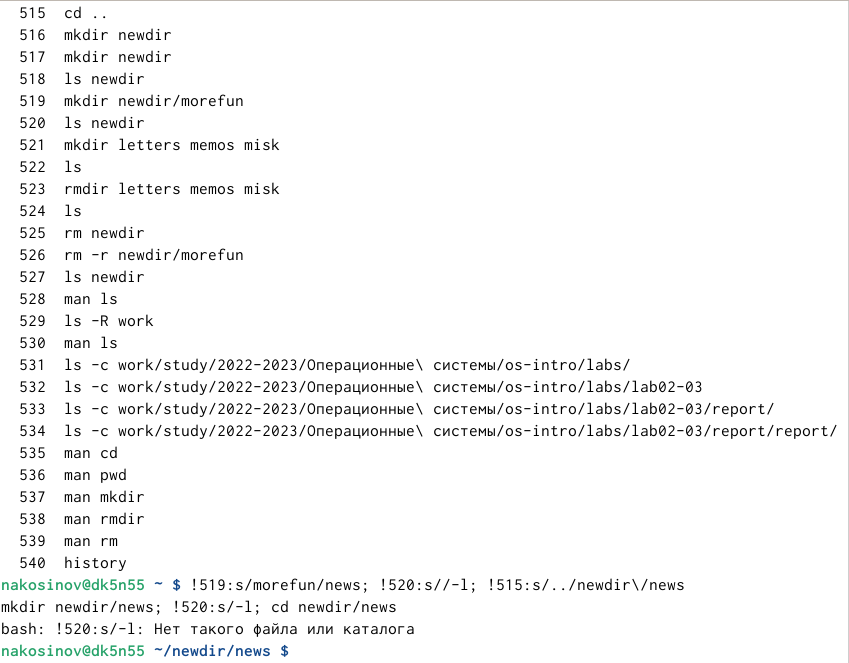 515 cd ..
516 mkdir newdir
517 mkdir newdir
518 ls newdir
519 mkdir newdir/morefun
520 ls newdir
521 mkdir letters memos misk
522 ls
523 rmdir letters memos misk
524 ls
525 rm newdir
526 rm -r newdir/morefun
527 ls newdir
528 man ls
529 ls -R work
530 man ls
531 ls -c work/study/2022-2023/Операционные\ системы/os-intro/labs/
532 ls -c work/study/2022-2023/Операционные\ системы/os-intro/labs/lab02-03
533 ls -c work/study/2022-2023/Операционные\ системы/os-intro/labs/lab02-03/report/
534 ls -c work/study/2022-2023/Операционные\ системы/os-intro/labs/lab02-03/report/report/
535 man cd
536 man pwd
537 man mkdir
538 man rmdir
539 man rm
540 history
nakosinov@dk5n55 ~ $ !519:s/morefun/news; !520:s//-l; !515:s/../newdir\/news
mkdir newdir/news; !520:s/-l; cd newdir/news
bash: !520:s/-l: Нет такого файла или каталога
nakosinov@dk5n55 ~/newdir/news $